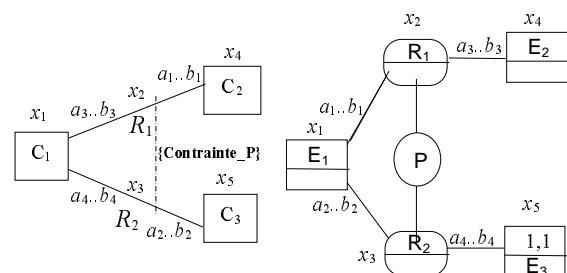 x₁
C₁
a₃..b₃
x₂
R₁
a₁..b₁
x₄
C₂
{Contrainte_P}
a₄..b₄
x₃
R₂
a₂..b₂
x₅
C₃
x₂
R₁
a₃..b₃
x₄
E₂
a₁..b₁
x₁
E₁
P
a₂..b₂
x₃
R₂
a₄..b₄
x₅
1,1
E₃